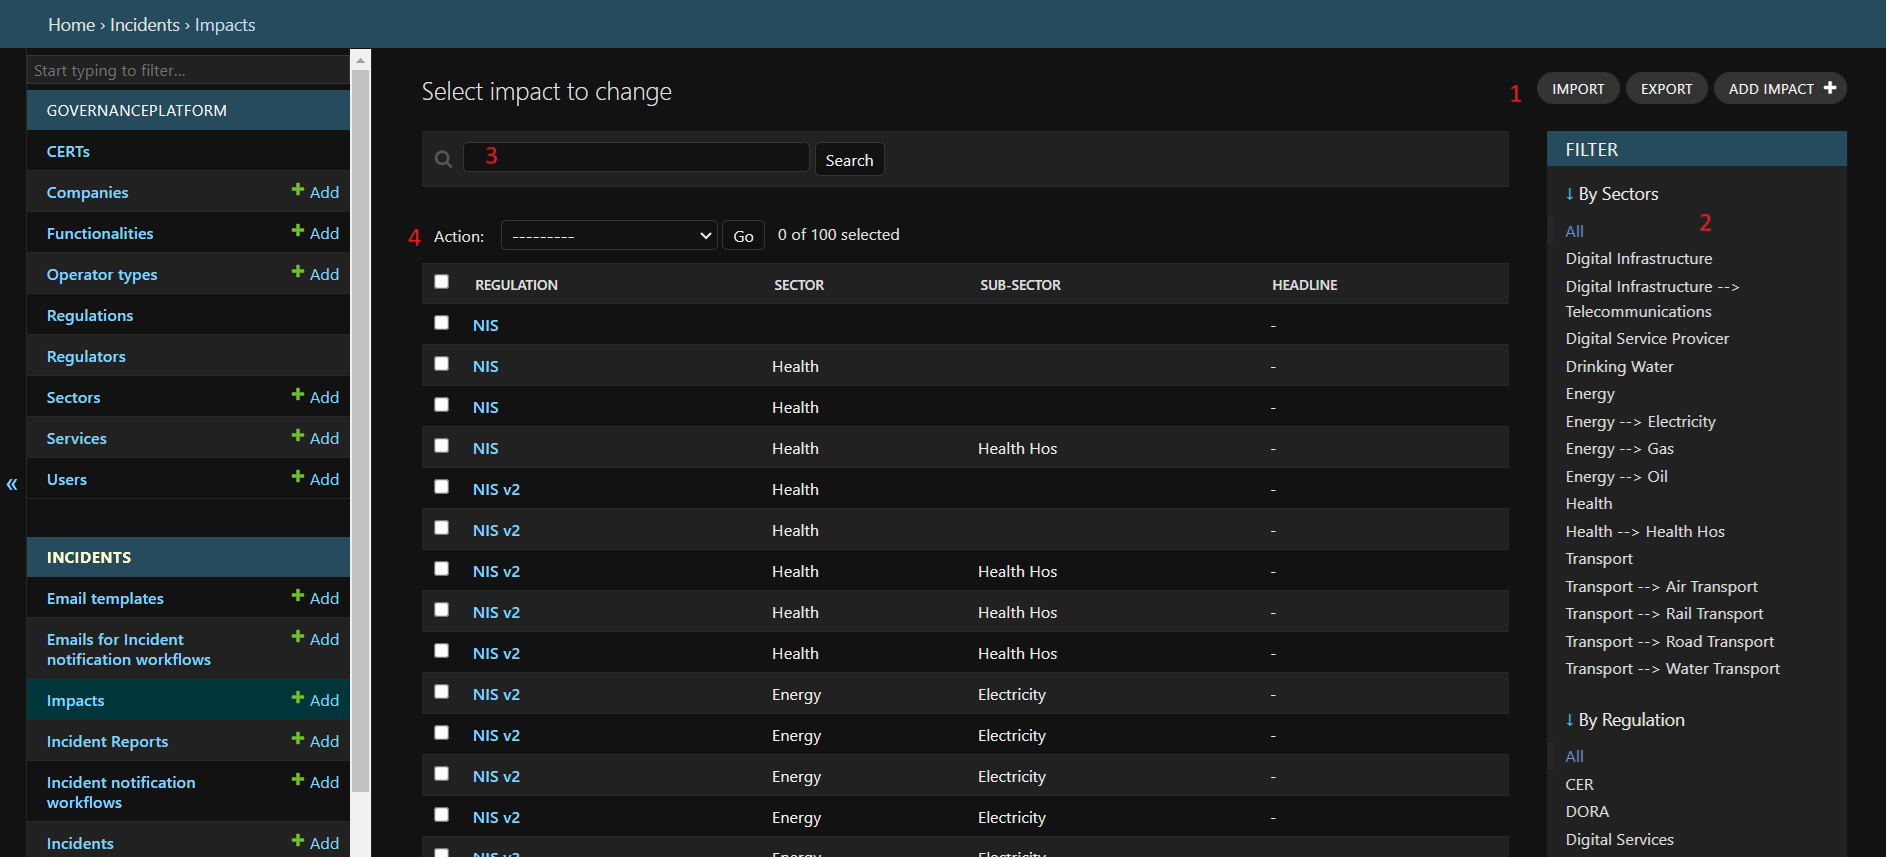 Home › Incidents › Impacts
Start typing to filter...
GOVERNANCEPLATFORM
CERTs
Companies Add
Functionalities Add
Operator types Add
Regulations
Regulators
Sectors Add
Services Add
Users Add
«
INCIDENTS
Email templates Add
Emails for Incident Add
notification workflows
Impacts Add
Incident Reports Add
Incident notification Add
workflows
Incidents Add
Select impact to change
1 IMPORT EXPORT ADD IMPACT
3 Search
4 Action: --------- Go 0 of 100 selected
REGULATION SECTOR SUB-SECTOR HEADLINE
NIS -
NIS Health -
NIS Health -
NIS Health Health Hos -
NIS v2 Health -
NIS v2 Health -
NIS v2 Health Health Hos -
NIS v2 Health Health Hos -
NIS v2 Health Health Hos -
NIS v2 Energy Electricity -
NIS v2 Energy Electricity -
NIS v2 Energy Electricity -
NIS v2 Energy Electricity -
NIS v2 Energy Electricity
FILTER
↓ By Sectors
2
All
Digital Infrastructure
Digital Infrastructure -->
Telecommunications
Digital Service Provicer
Drinking Water
Energy
Energy --> Electricity
Energy --> Gas
Energy --> Oil
Health
Health --> Health Hos
Transport
Transport --> Air Transport
Transport --> Rail Transport
Transport --> Road Transport
Transport --> Water Transport
↓ By Regulation
All
CER
DORA
Digital Services